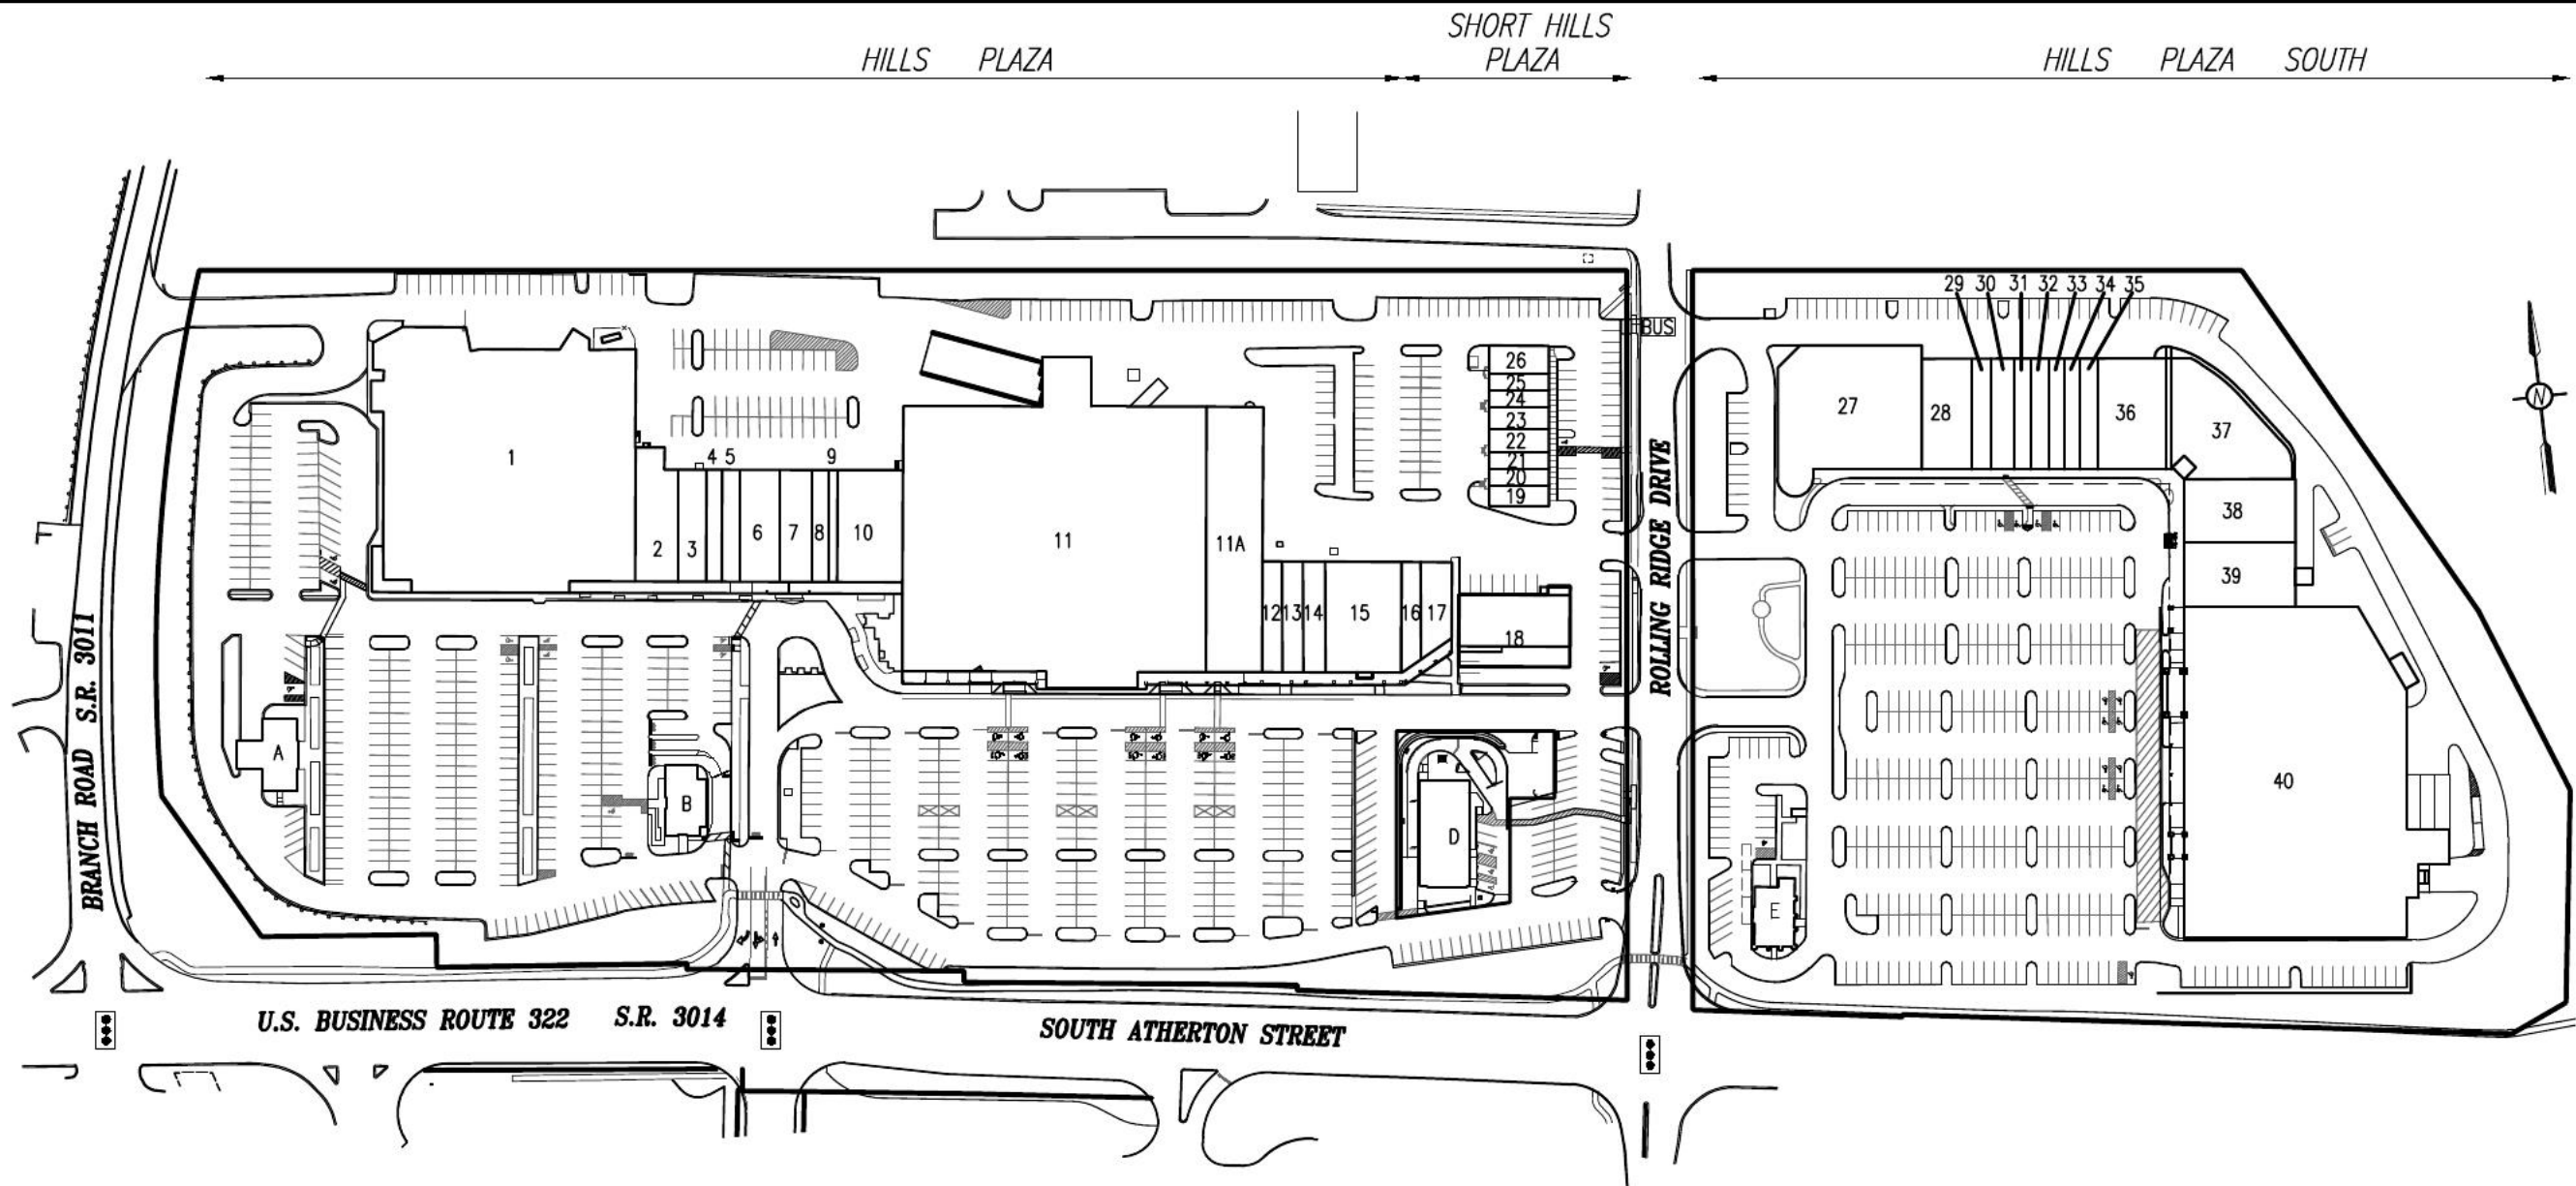 SHORT HILLS
HILLS PLAZA
PLAZA
HILLS PLAZA SOUTH
29 30 31 32 33 34 35
BUS
26
25
24
23
22
21
20
19
27
28
36
37
N
1
4 5
9
2
3
6
7
8
10
11
11A
12
13
14
15
16
17
18
38
39
40
A
B
D
E
BRANCH ROAD S.R. 3011
ROLLING RIDGE DRIVE
U.S. BUSINESS ROUTE 322 S.R. 3014
SOUTH ATHERTON STREET